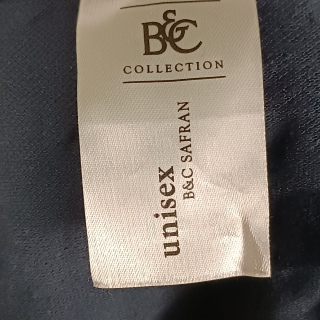 B&C
COLLECTION
unisex
B&C SAFRAN